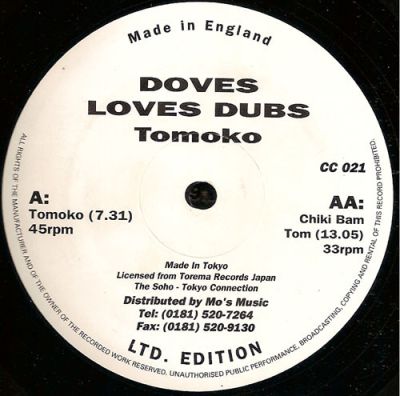 Made in England
DOVES
LOVES DUBS
Tomoko
CC 021
A:
Tomoko (7.31)
45rpm
AA:
Chiki Bam
Tom (13.05)
33rpm
Made In Tokyo
Licensed from Torema Records Japan
The Soho - Tokyo Connection
Distributed by Mo's Music
Tel: (0181) 520-7264
Fax: (0181) 520-9130
LTD. EDITION
ALL RIGHTS OF THE MANUFACTURER AND OF THE OWNER OF THE RECORDED WORK RESERVED. UNAUTHORISED PUBLIC PERFORMANCE, BROADCASTING, COPYING AND RENTAL OF THIS RECORD PROHIBITED.